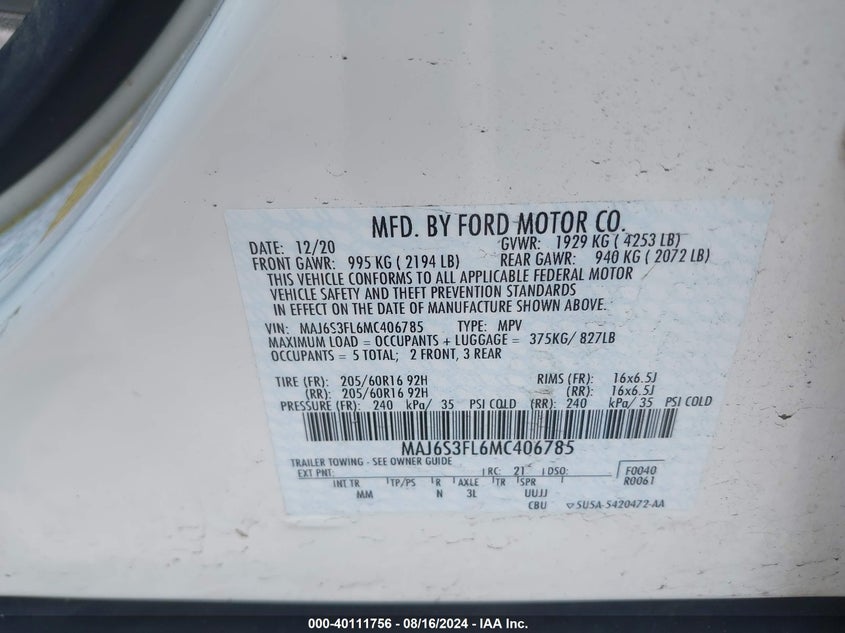 MFD. BY FORD MOTOR CO.
DATE: 12/20 GVWR: 1929 KG ( 4253 LB)
FRONT GAWR: 995 KG ( 2194 LB) REAR GAWR: 940 KG ( 2072 LB)
THIS VEHICLE CONFORMS TO ALL APPLICABLE FEDERAL MOTOR
VEHICLE SAFETY AND THEFT PREVENTION STANDARDS
IN EFFECT ON THE DATE OF MANUFACTURE SHOWN ABOVE.
VIN: MAJ6S3FL6MC406785 TYPE: MPV
MAXIMUM LOAD = OCCUPANTS + LUGGAGE = 375KG/ 827LB
OCCUPANTS = 5 TOTAL; 2 FRONT, 3 REAR
TIRE (FR): 205/60R16 92H RIMS (FR): 16x6.5J
(RR): 205/60R16 92H (RR): 16x6.5J
PRESSURE (FR): 240 kPa/ 35 PSI COLD (RR): 240 kPa/ 35 PSI COLD
MAJ6S3FL6MC406785
TRAILER TOWING - SEE OWNER GUIDE
EXT PNT: RC: 21 DSO: F0040
INT TR TP/PS R AXLE TR SPR R0061
MM N 3L UUJJ
CBU SU5A-5420472-AA
000-40111756 - 08/16/2024 - IAA Inc.